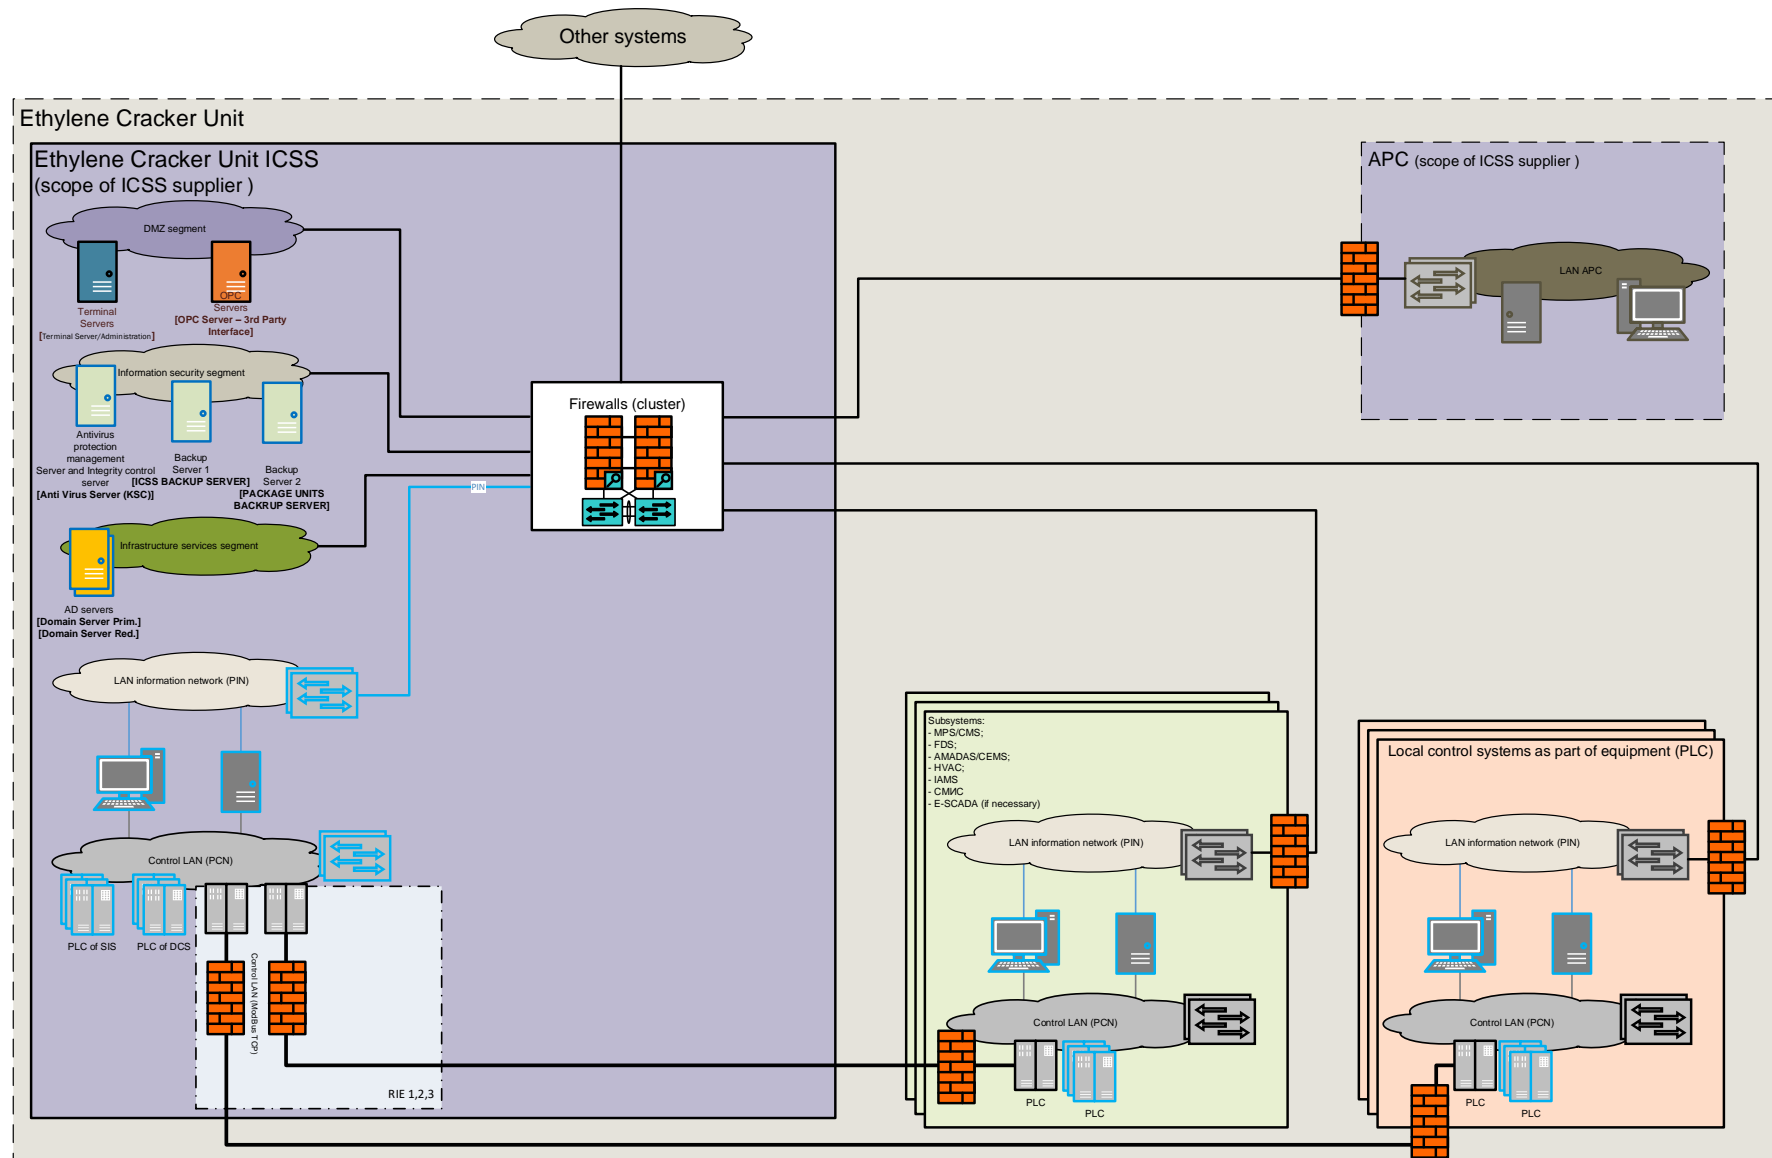 Other systems
Ethylene Cracker Unit
Ethylene Cracker Unit ICSS
(scope of ICSS supplier )
DMZ segment
Terminal
Servers
[Terminal Server/Administration]
OPC
Servers
[OPC Server – 3rd Party
Interface]
Information security segment
Antivirus
protection
management
Server and Integrity control
server
[Anti Virus Server (KSC)]
Backup
Server 1
[ICSS BACKUP SERVER]
Backup
Server 2
[PACKAGE UNITS
BACKRUP SERVER]
Infrastructure services segment
AD servers
[Domain Server Prim.]
[Domain Server Red.]
LAN information network (PIN)
Control LAN (PCN)
PLC of SIS
PLC of DCS
Control LAN (ModBus TCP)
RIE 1,2,3
PIN
Firewalls (cluster)
APC (scope of ICSS supplier )
LAN APC
Subsystems:
- MPS/CMS;
- FDS;
- AMADAS/CEMS;
- HVAC;
- IAMS
- СМИС
- E-SCADA (if necessary)
LAN information network (PIN)
Control LAN (PCN)
PLC
PLC
Local control systems as part of equipment (PLC)
LAN information network (PIN)
Control LAN (PCN)
PLC
PLC